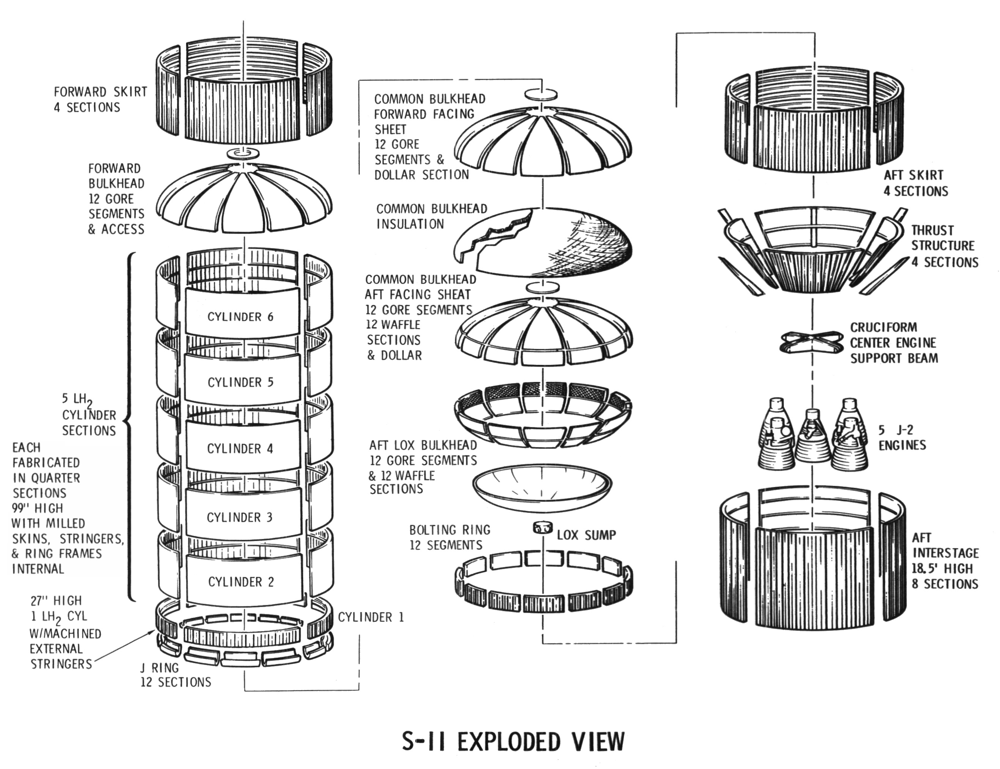 FORWARD SKIRT
4 SECTIONS
FORWARD
BULKHEAD
12 GORE
SEGMENTS
& ACCESS
CYLINDER 6
CYLINDER 5
CYLINDER 4
CYLINDER 3
CYLINDER 2
5 LH2
CYLINDER
SECTIONS
EACH
FABRICATED
IN QUARTER
SECTIONS
99" HIGH
WITH MILLED
SKINS, STRINGERS,
& RING FRAMES
INTERNAL
27" HIGH
1 LH2 CYL
W/MACHINED
EXTERNAL
STRINGERS
CYLINDER 1
J RING
12 SECTIONS
COMMON BULKHEAD
FORWARD FACING
SHEET
12 GORE
SEGMENTS &
DOLLAR SECTION
COMMON BULKHEAD
INSULATION
COMMON BULKHEAD
AFT FACING SHEAT
12 GORE SEGMENTS
12 WAFFLE
SECTIONS
& DOLLAR
AFT LOX BULKHEAD
12 GORE SEGMENTS
& 12 WAFFLE
SECTIONS
LOX SUMP
BOLTING RING
12 SEGMENTS
AFT SKIRT
4 SECTIONS
THRUST
STRUCTURE
4 SECTIONS
CRUCIFORM
CENTER ENGINE
SUPPORT BEAM
5 J-2
ENGINES
AFT
INTERSTAGE
18.5' HIGH
8 SECTIONS
S-II EXPLODED VIEW